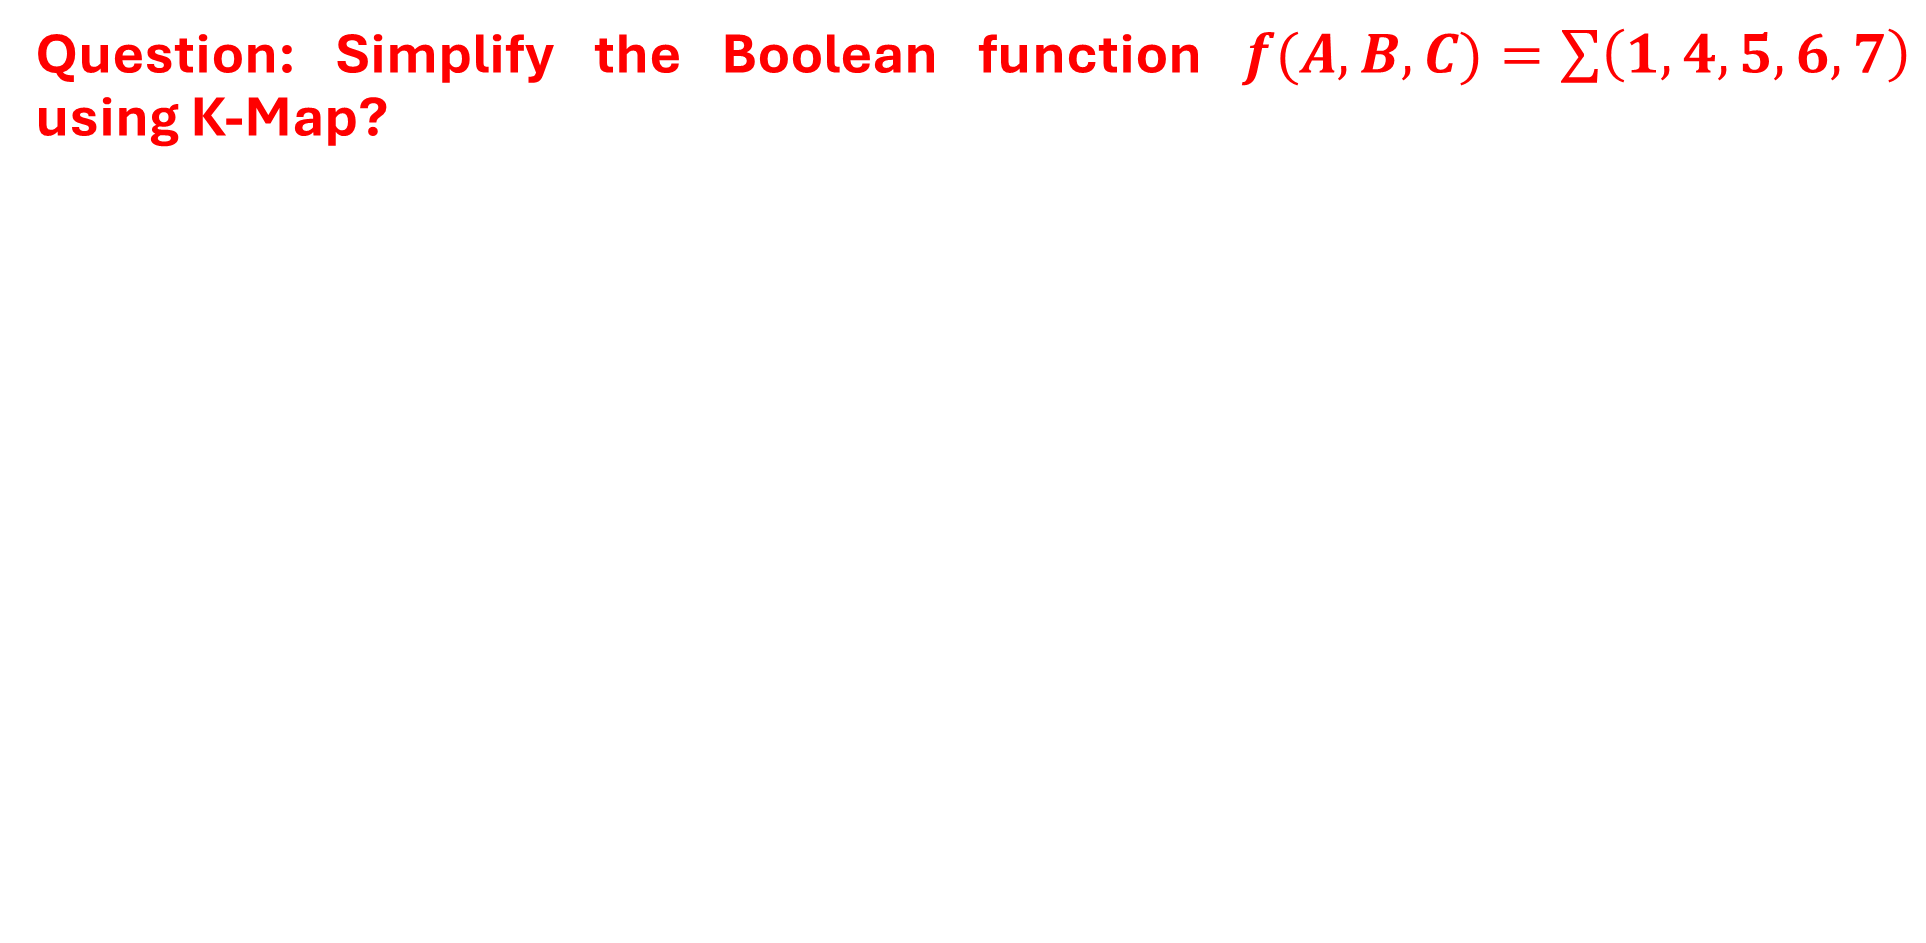 Question: Simplify the Boolean function f(A, B, C) = ∑(1, 4, 5, 6, 7)
using K-Map?